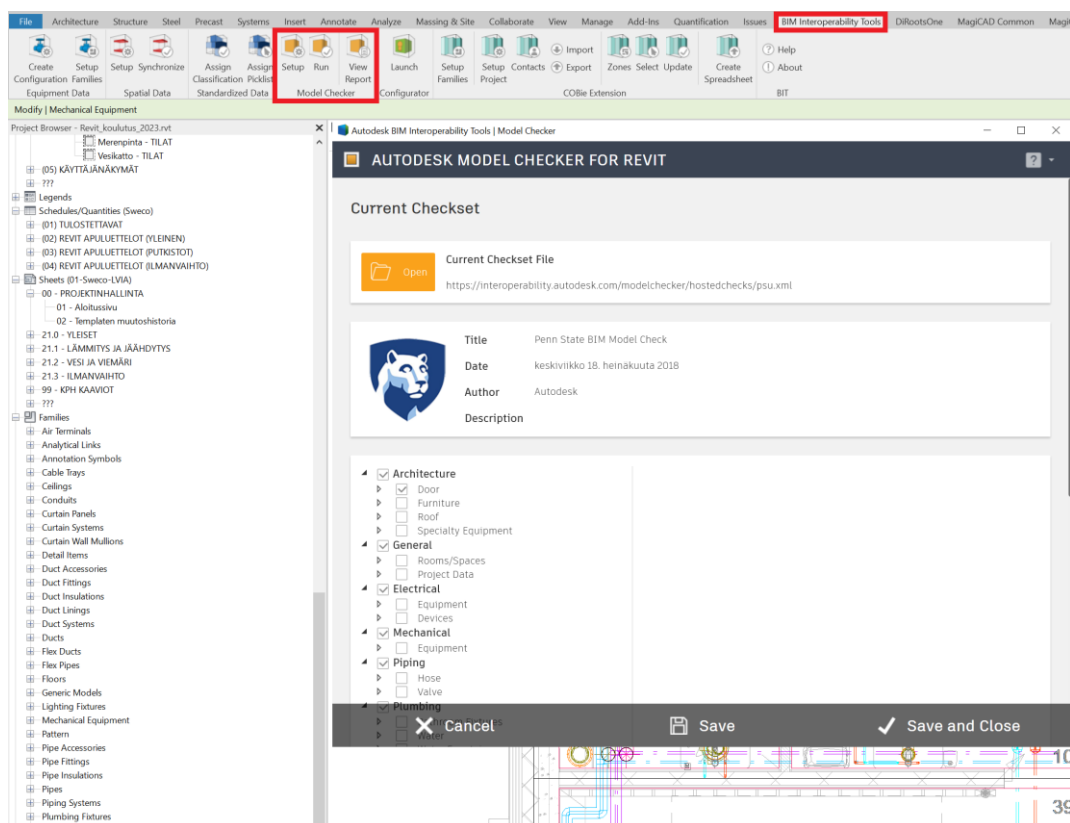 File Architecture Structure Steel Precast Systems Insert Annotate Analyze Massing & Site Collaborate View Manage Add-Ins Quantification Issues BIM Interoperability Tools DiRootsOne MagiCAD Common
Create Configuration
Setup Families
Equipment Data
Setup Synchronize
Spatial Data
Assign Classification
Assign Picklist
Standardized Data
Setup Run
View Report
Model Checker
Launch
Configurator
Setup Families
Setup Project
Contacts
Import
Export
Zones Select Update
Create Spreadsheet
COBie Extension
Help
About
BIT
Modify | Mechanical Equipment
Project Browser - Revit_koulutus_2023.rvt
Merenpinta - TILAT
Vesikatto - TILAT
(05) KÄYTTÄJÄNÄKYMÄT
???
Legends
Schedules/Quantities (Sweco)
(01) TULOSTETTAVAT
(02) REVIT APULUETTELOT (YLEINEN)
(03) REVIT APULUETTELOT (PUTKISTOT)
(04) REVIT APULUETTELOT (ILMANVAIHTO)
Sheets (01-Sweco-LVIA)
00 - PROJEKTINHALLINTA
01 - Aloitussivu
02 - Templaten muutoshistoria
21.0 - YLEISET
21.1 - LÄMMITYS JA JÄÄHDYTYS
21.2 - VESI JA VIEMÄRI
21.3 - ILMANVAIHTO
99 - KPH KAAVIOT
???
Families
Air Terminals
Analytical Links
Annotation Symbols
Cable Trays
Ceilings
Conduits
Curtain Panels
Curtain Systems
Curtain Wall Mullions
Detail Items
Duct Accessories
Duct Fittings
Duct Insulations
Duct Linings
Duct Systems
Ducts
Flex Ducts
Flex Pipes
Floors
Generic Models
Lighting Fixtures
Mechanical Equipment
Pattern
Pipe Accessories
Pipe Fittings
Pipe Insulations
Pipes
Piping Systems
Plumbing Fixtures
Autodesk BIM Interoperability Tools | Model Checker
AUTODESK MODEL CHECKER FOR REVIT
?
Current Checkset
Open
Current Checkset File
https://interoperability.autodesk.com/modelchecker/hostedchecks/psu.xml
Title Penn State BIM Model Check
Date keskiviikko 18. heinäkuuta 2018
Author Autodesk
Description
Architecture
Door
Furniture
Roof
Specialty Equipment
General
Rooms/Spaces
Project Data
Electrical
Equipment
Devices
Mechanical
Equipment
Piping
Hose
Valve
Plumbing
Water
Cancel
Save
Save and Close